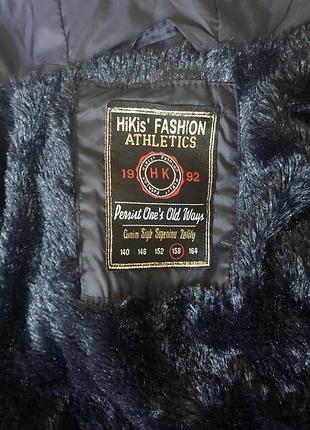 HiKis' FASHION
ATHLETICS
19 HK 92
Persist One's Old Ways
140 146 152 158 164